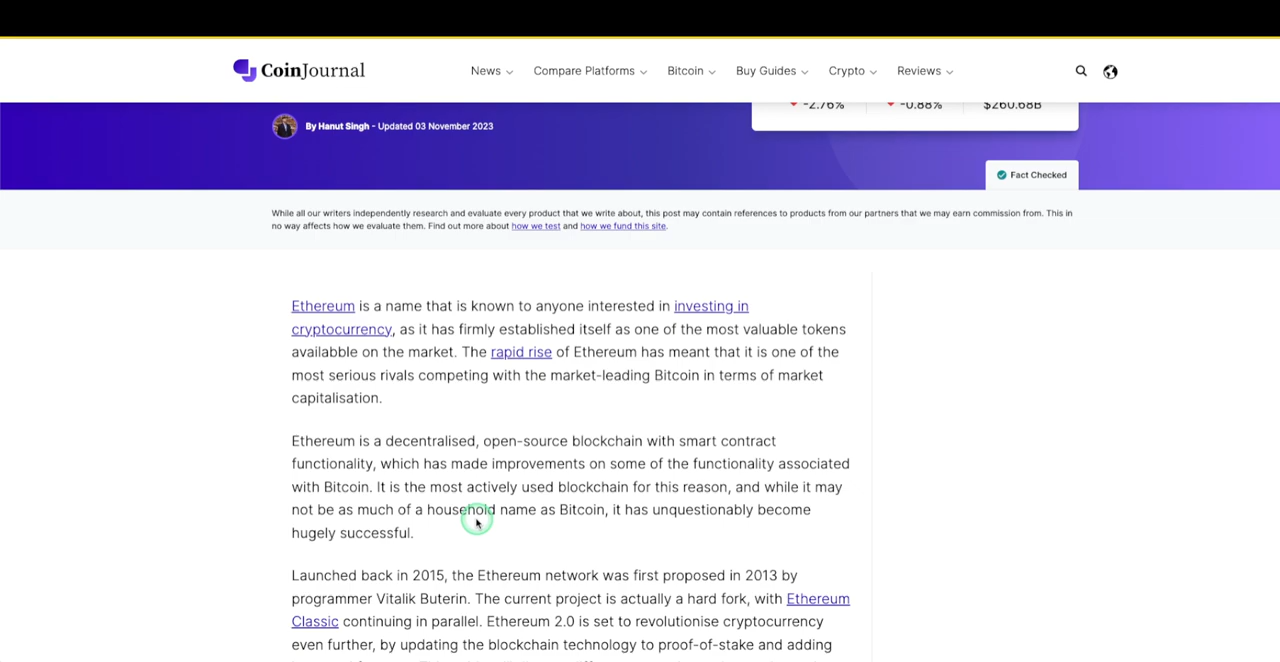 CoinJournal
News
Compare Platforms
Bitcoin
Buy Guides
Crypto
Reviews
-2.76%
-0.88%
$260.68B
By Hanut Singh - Updated 03 November 2023
Fact Checked
While all our writers independently research and evaluate every product that we write about, this post may contain references to products from our partners that we may earn commission from. This in
no way affects how we evaluate them. Find out more about how we test and how we fund this site.
Ethereum is a name that is known to anyone interested in investing in
cryptocurrency, as it has firmly established itself as one of the most valuable tokens
availabble on the market. The rapid rise of Ethereum has meant that it is one of the
most serious rivals competing with the market-leading Bitcoin in terms of market
capitalisation.
Ethereum is a decentralised, open-source blockchain with smart contract
functionality, which has made improvements on some of the functionality associated
with Bitcoin. It is the most actively used blockchain for this reason, and while it may
not be as much of a household name as Bitcoin, it has unquestionably become
hugely successful.
Launched back in 2015, the Ethereum network was first proposed in 2013 by
programmer Vitalik Buterin. The current project is actually a hard fork, with Ethereum
Classic continuing in parallel. Ethereum 2.0 is set to revolutionise cryptocurrency
even further, by updating the blockchain technology to proof-of-stake and adding